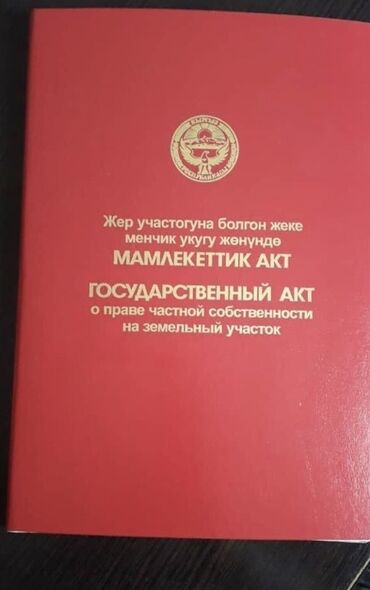 Жер участогуна болгон жеке
менчик укугу жөнүндө
МАМЛЕКЕТТИК АКТ
ГОСУДАРСТВЕННЫЙ АКТ
о праве частной собственности
на земельный участок